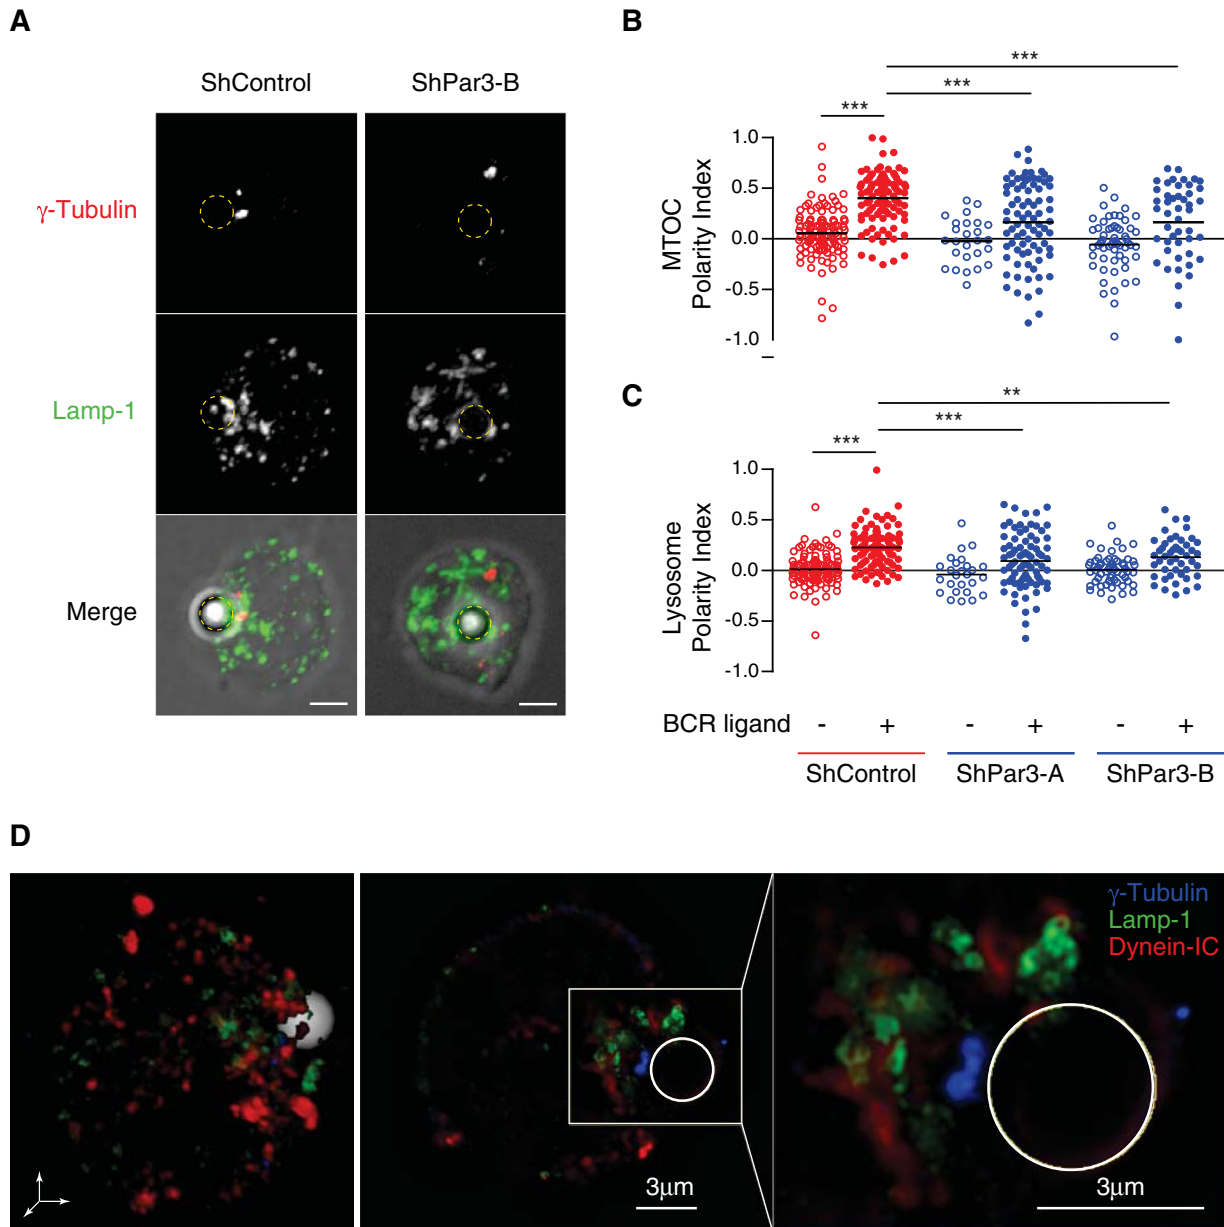 A
ShControl ShPar3-B
γ-Tubulin
Lamp-1
Merge
B
***
***
***
1.0
0.5
0.0
-0.5
-1.0
MTOC
Polarity Index
C
**
***
***
1.0
0.5
0.0
-0.5
-1.0
Lysosome
Polarity Index
BCR ligand - + - + - +
ShControl ShPar3-A ShPar3-B
D
3μm
γ-Tubulin
Lamp-1
Dynein-IC
3μm